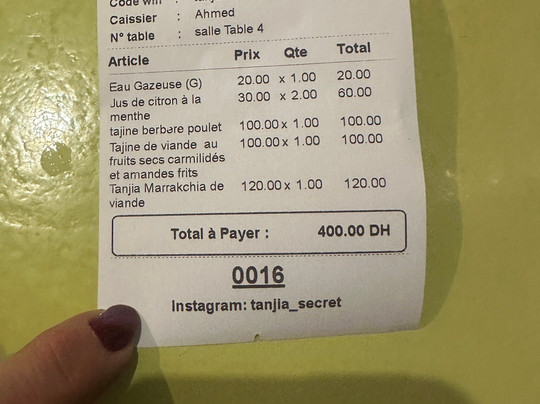 Code wifi :
Caissier : Ahmed
N° table : salle Table 4
Article Prix Qte Total
Eau Gazeuse (G) 20.00 x 1.00 20.00
Jus de citron à la 30.00 x 2.00 60.00
menthe
tajine berbere poulet 100.00 x 1.00 100.00
Tajine de viande au 100.00 x 1.00 100.00
fruits secs carmilidés
et amandes frits
Tanjia Marrakchia de 120.00 x 1.00 120.00
viande
Total à Payer : 400.00 DH
0016
Instagram: tanjia_secret